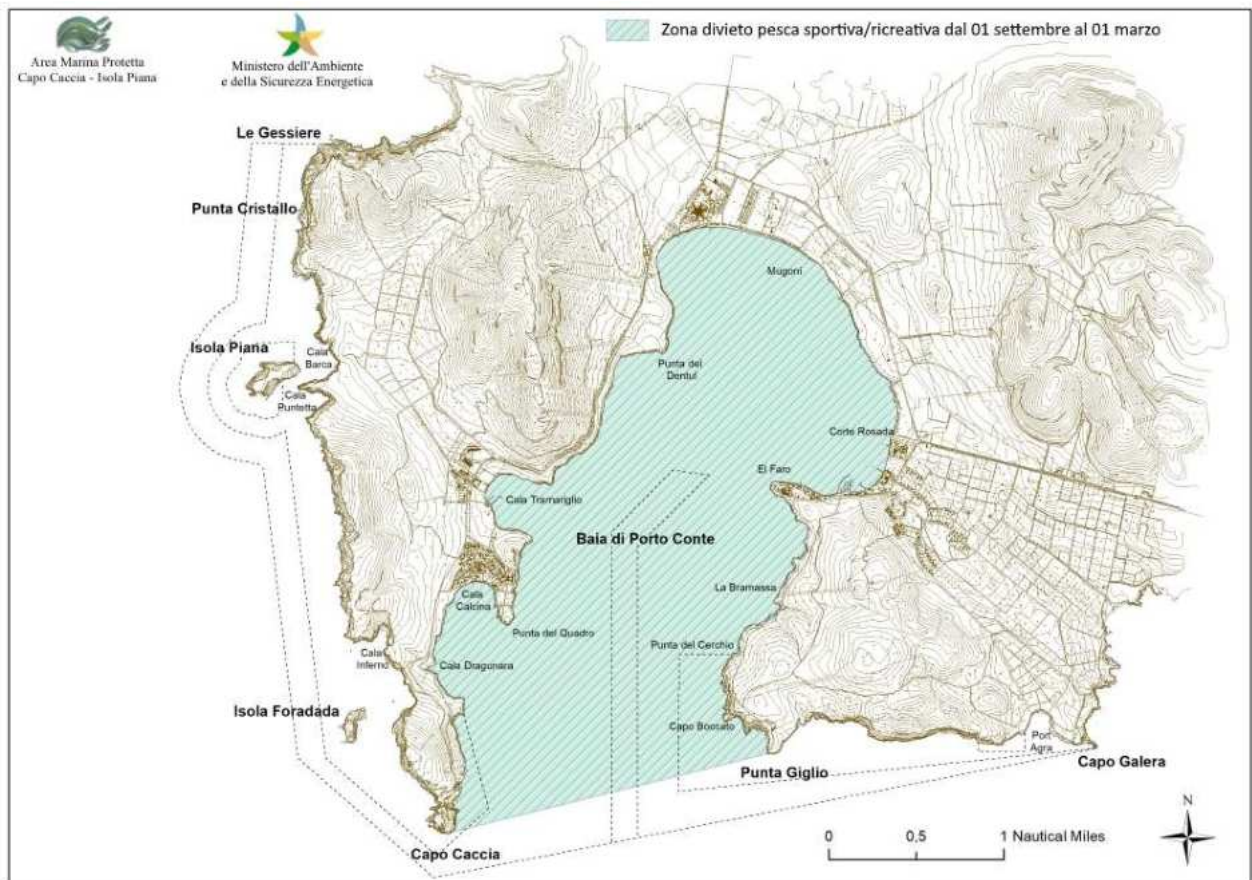 Area Marina Protetta
Capo Caccia - Isola Piana
Ministero dell'Ambiente
e della Sicurezza Energetica
Zona divieto pesca sportiva/ricreativa dal 01 settembre al 01 marzo
Le Gessiere
Punta Cristallo
Mugorri
Isola Piana
Cala
Barca
Punta del
Dentul
Cala
Puntetta
Corte Rosada
El Faro
Cala Tramariglio
Baia di Porto Conte
La Bramassa
Cala
Calcina
Punta del Quadro
Punta del Cerchio
Cala
Inferno
Cala Dragunara
Isola Foradada
Capo Boccato
Port
Agra
Punta Giglio
Capo Galera
Capo Caccia
N
0 0,5 1 Nautical Miles